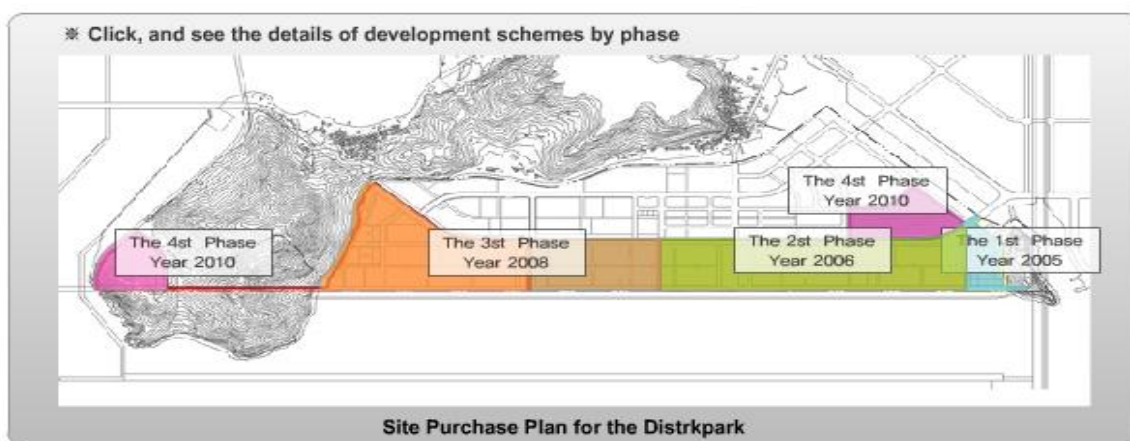 ※ Click, and see the details of development schemes by phase
The 4st Phase
Year 2010
The 4st Phase
Year 2010
The 3st Phase
Year 2008
The 2st Phase
Year 2006
The 1st Phase
Year 2005
Site Purchase Plan for the Distrkpark